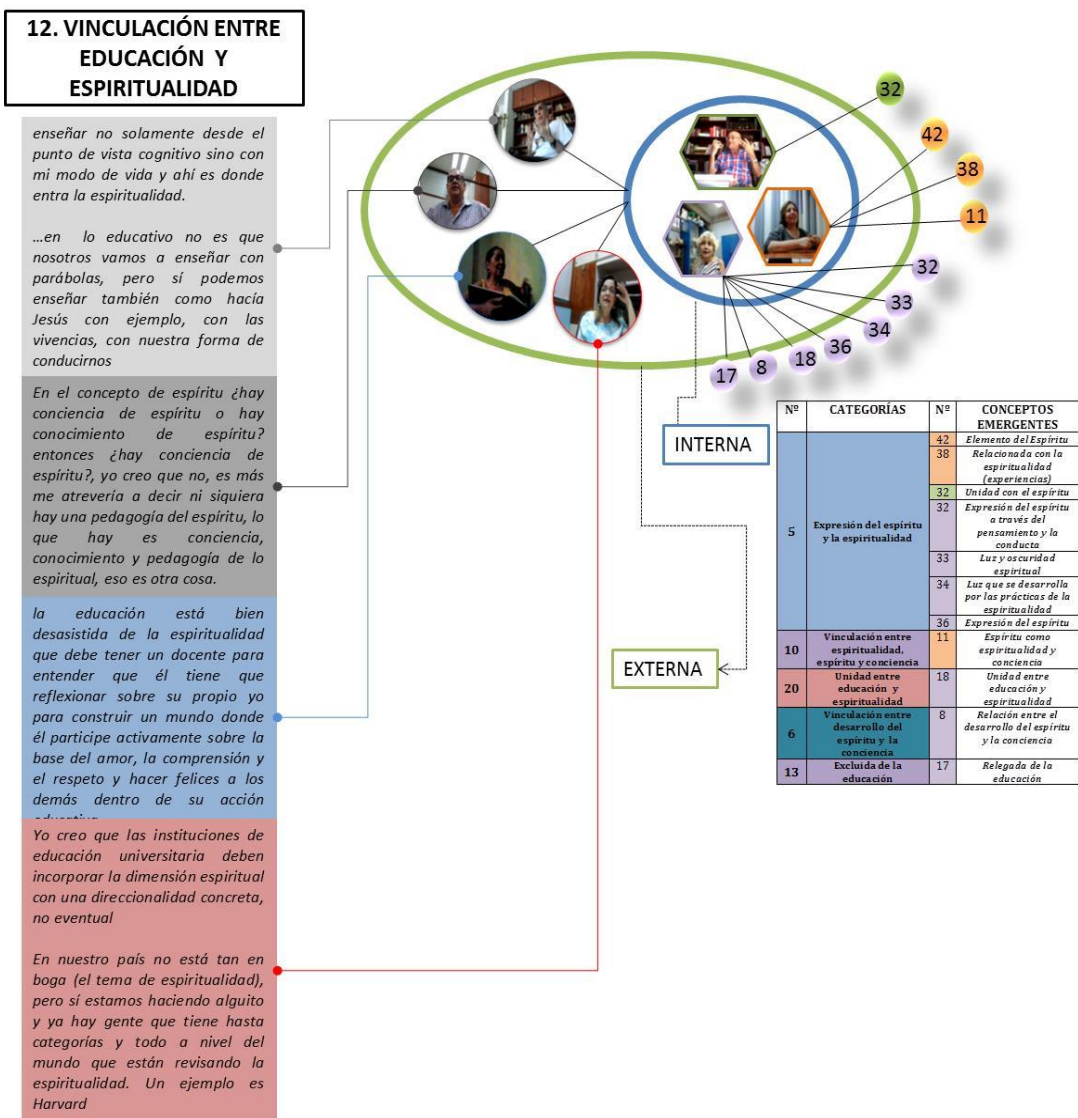 12. VINCULACIÓN ENTRE
EDUCACIÓN Y
ESPIRITUALIDAD
enseñar no solamente desde el
punto de vista cognitivo sino con
mi modo de vida y ahí es donde
entra la espiritualidad.
...en lo educativo no es que
nosotros vamos a enseñar con
parábolas, pero sí podemos
enseñar también como hacía
Jesús con ejemplo, con las
vivencias, con nuestra forma de
conducirnos
En el concepto de espíritu ¿hay
conciencia de espíritu o hay
conocimiento de espíritu?
entonces ¿hay conciencia de
espíritu?, yo creo que no, es más
me atrevería a decir ni siquiera
hay una pedagogía del espíritu, lo
que hay es conciencia,
conocimiento y pedagogía de lo
espiritual, eso es otra cosa.
la educación está bien
desasistida de la espiritualidad
que debe tener un docente para
entender que él tiene que
reflexionar sobre su propio yo
para construir un mundo donde
él participe activamente sobre la
base del amor, la comprensión y
el respeto y hacer felices a los
demás dentro de su acción
Yo creo que las instituciones de
educación universitaria deben
incorporar la dimensión espiritual
con una direccionalidad concreta,
no eventual
En nuestro país no está tan en
boga (el tema de espiritualidad),
pero sí estamos haciendo alguito
y ya hay gente que tiene hasta
categorías y todo a nivel del
mundo que están revisando la
espiritualidad. Un ejemplo es
Harvard
32
42
38
11
32
33
34
36
18
8
17
INTERNA
EXTERNA
Nº CATEGORÍAS Nº CONCEPTOS
EMERGENTES
42 Elemento del Espíritu
38 Relacionada con la
espiritualidad
(experiencias)
32 Unidad con el espíritu
5 Expresión del espíritu
y la espiritualidad
32 Expresión del espíritu
a través del
pensamiento y la
conducta
33 Luz y oscuridad
espiritual
34 Luz que se desarrolla
por las prácticas de la
espiritualidad
36 Expresión del espíritu
10 Vinculación entre
espiritualidad,
espíritu y conciencia
11 Espíritu como
espiritualidad y
conciencia
20 Unidad entre
educación y
espiritualidad
18 Unidad entre
educación y
espiritualidad
6 Vinculación entre
desarrollo del
espíritu y la
conciencia
8 Relación entre el
desarrollo del espíritu
y la conciencia
13 Excluida de la
educación
17 Relegada de la
educación